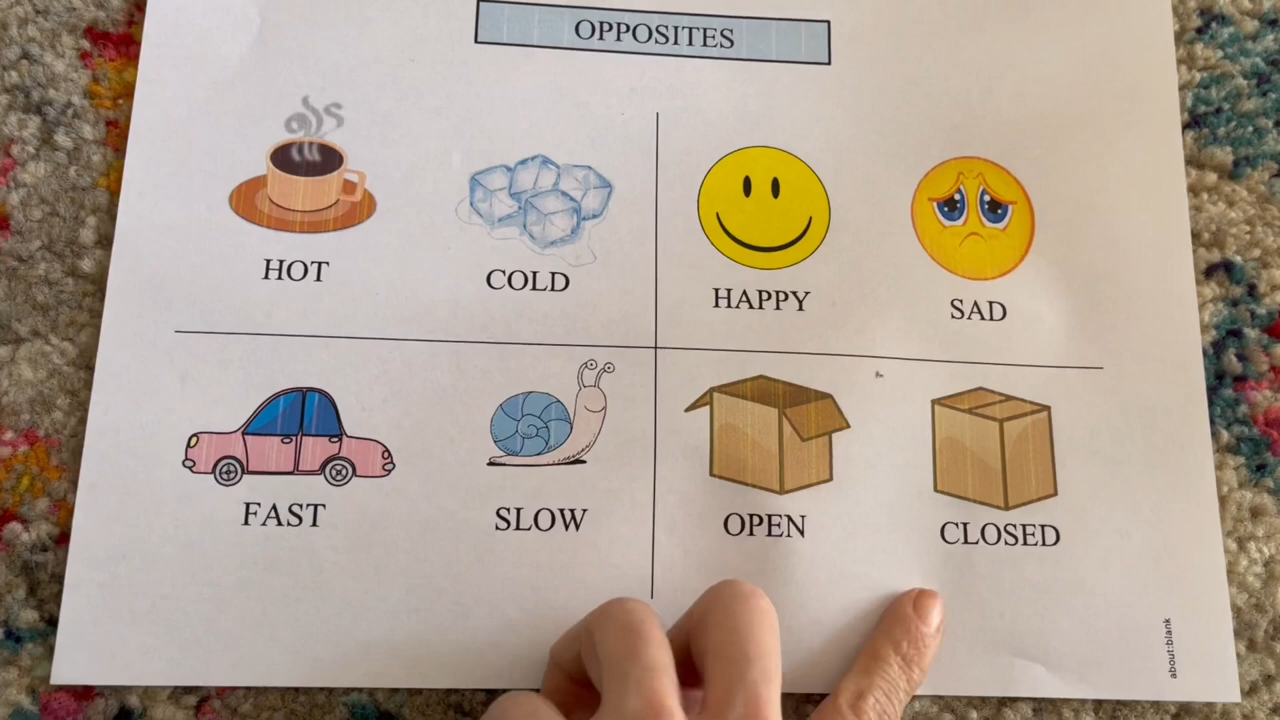 OPPOSITES
HOT
COLD
HAPPY
SAD
FAST
SLOW
OPEN
CLOSED
about:blank